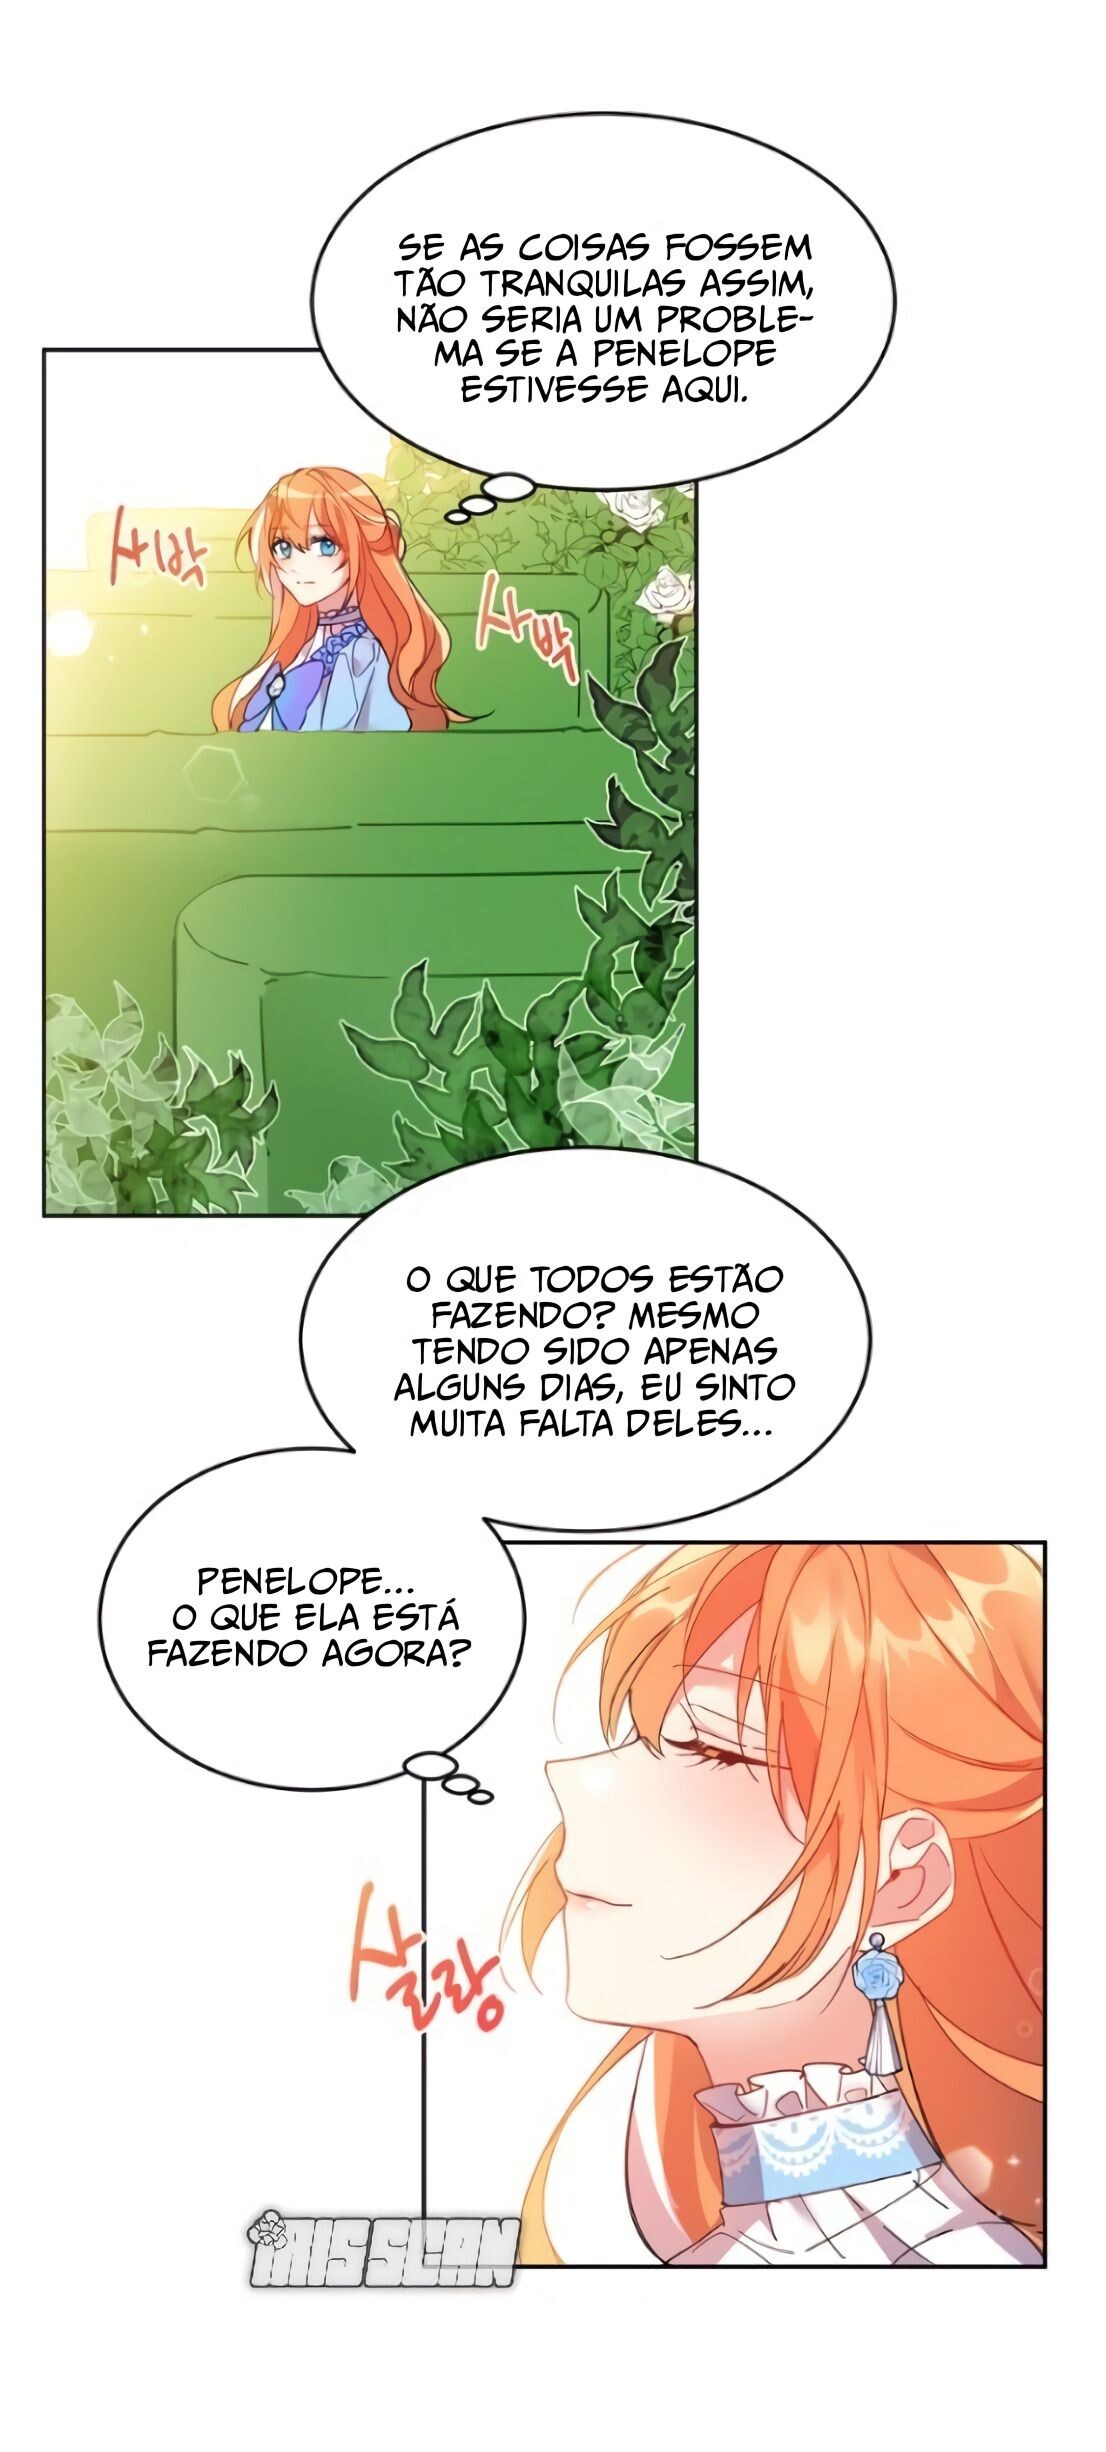 SE AS COISAS FOSSEM
TÃO TRANQUILAS ASSIM,
NÃO SERIA UM PROBLE-
MA SE A PENELOPE
ESTIVESSE AQUI.
사박
사박
O QUE TODOS ESTÃO
FAZENDO? MESMO
TENDO SIDO APENAS
ALGUNS DIAS, EU SINTO
MUITA FALTA DELES...
PENELOPE...
O QUE ELA ESTÁ
FAZENDO AGORA?
살랑
MISSCAN